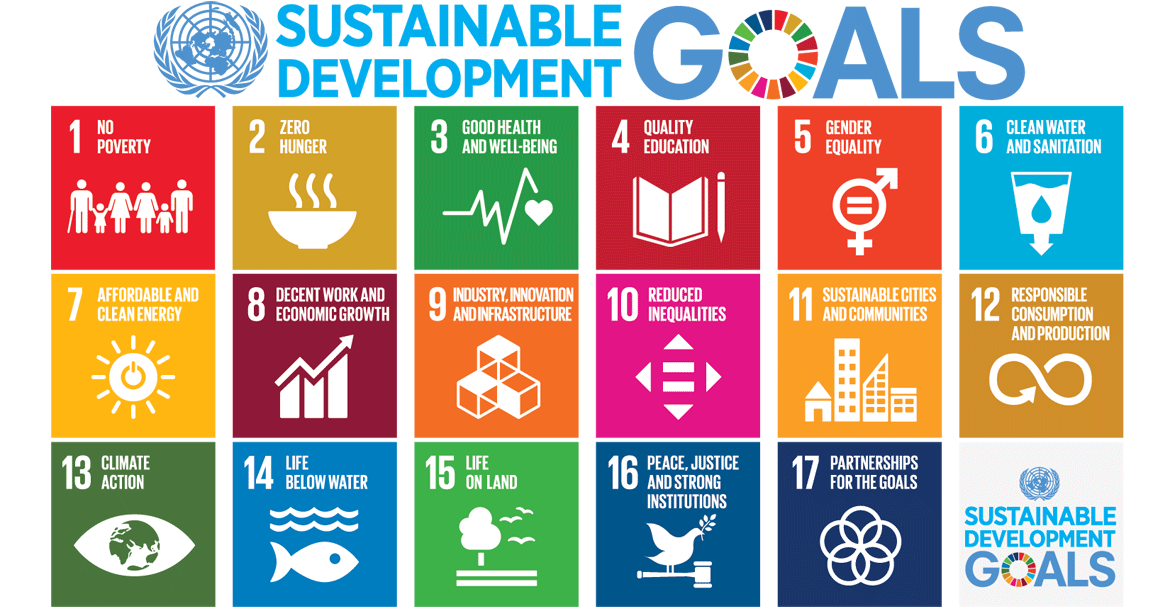 SUSTAINABLE
DEVELOPMENT
GOALS
1 NO
POVERTY
2 ZERO
HUNGER
3 GOOD HEALTH
AND WELL-BEING
4 QUALITY
EDUCATION
5 GENDER
EQUALITY
6 CLEAN WATER
AND SANITATION
7 AFFORDABLE AND
CLEAN ENERGY
8 DECENT WORK AND
ECONOMIC GROWTH
9 INDUSTRY, INNOVATION
AND INFRASTRUCTURE
10 REDUCED
INEQUALITIES
11 SUSTAINABLE CITIES
AND COMMUNITIES
12 RESPONSIBLE
CONSUMPTION
AND PRODUCTION
13 CLIMATE
ACTION
14 LIFE
BELOW WATER
15 LIFE
ON LAND
16 PEACE, JUSTICE
AND STRONG
INSTITUTIONS
17 PARTNERSHIPS
FOR THE GOALS
SUSTAINABLE
DEVELOPMENT
GOALS